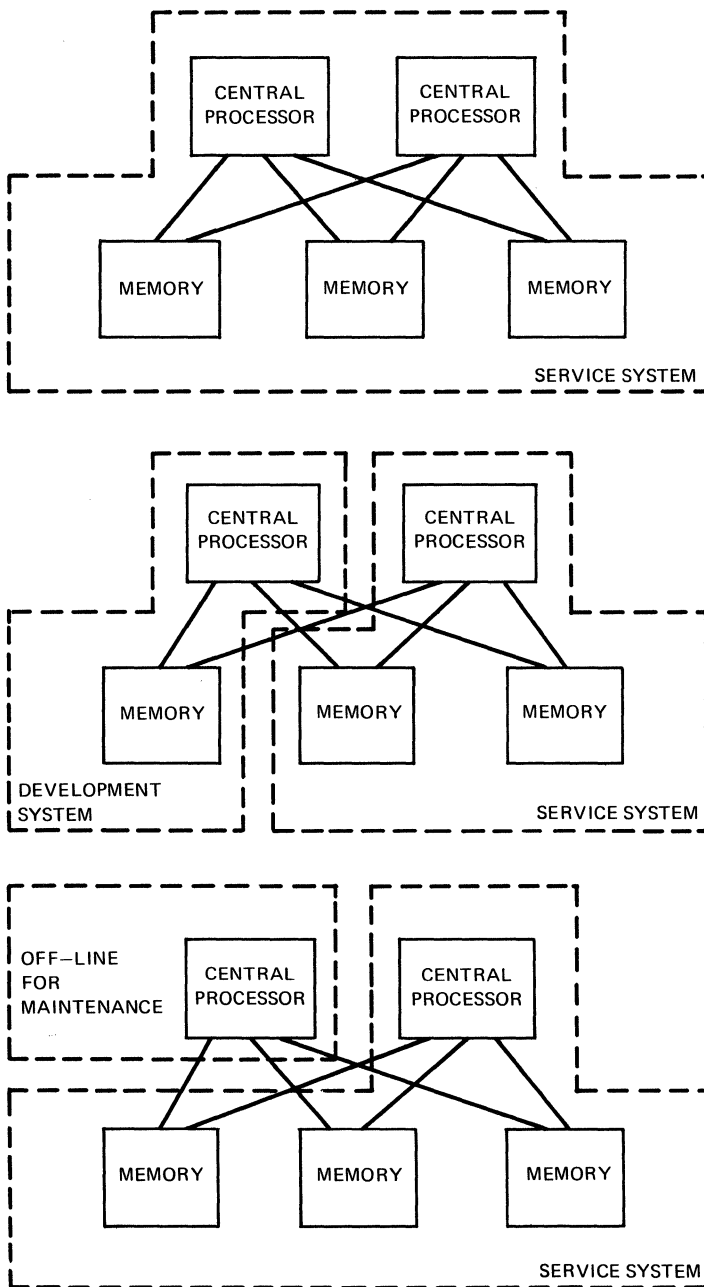 CENTRAL
PROCESSOR
CENTRAL
PROCESSOR
MEMORY
MEMORY
MEMORY
SERVICE SYSTEM
CENTRAL
PROCESSOR
CENTRAL
PROCESSOR
MEMORY
MEMORY
MEMORY
DEVELOPMENT
SYSTEM
SERVICE SYSTEM
OFF–LINE
FOR
MAINTENANCE
CENTRAL
PROCESSOR
CENTRAL
PROCESSOR
MEMORY
MEMORY
MEMORY
SERVICE SYSTEM